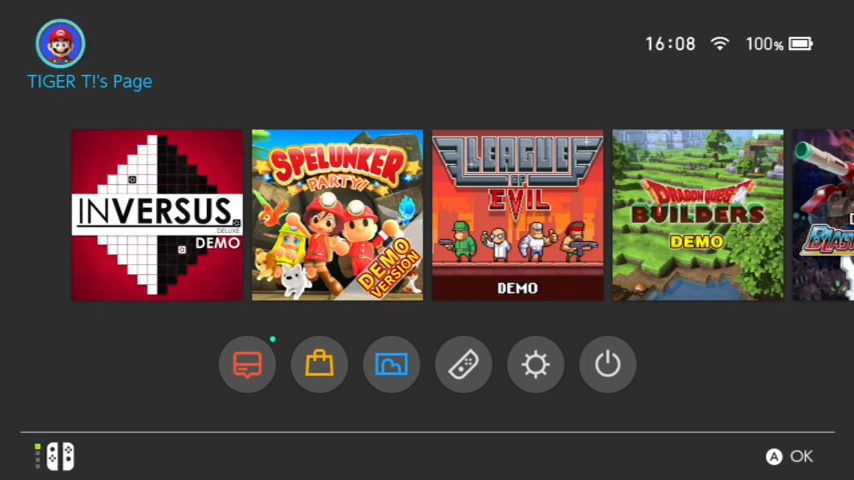 16:08
100%
TIGER T!'s Page
INVERSUS
DELUXE
DEMO
SPELUNKER
PARTY!
DEMO
VERSION
LEAGUE
OF
EVIL
DEMO
DRAGON QUEST
BUILDERS
DEMO
A OK